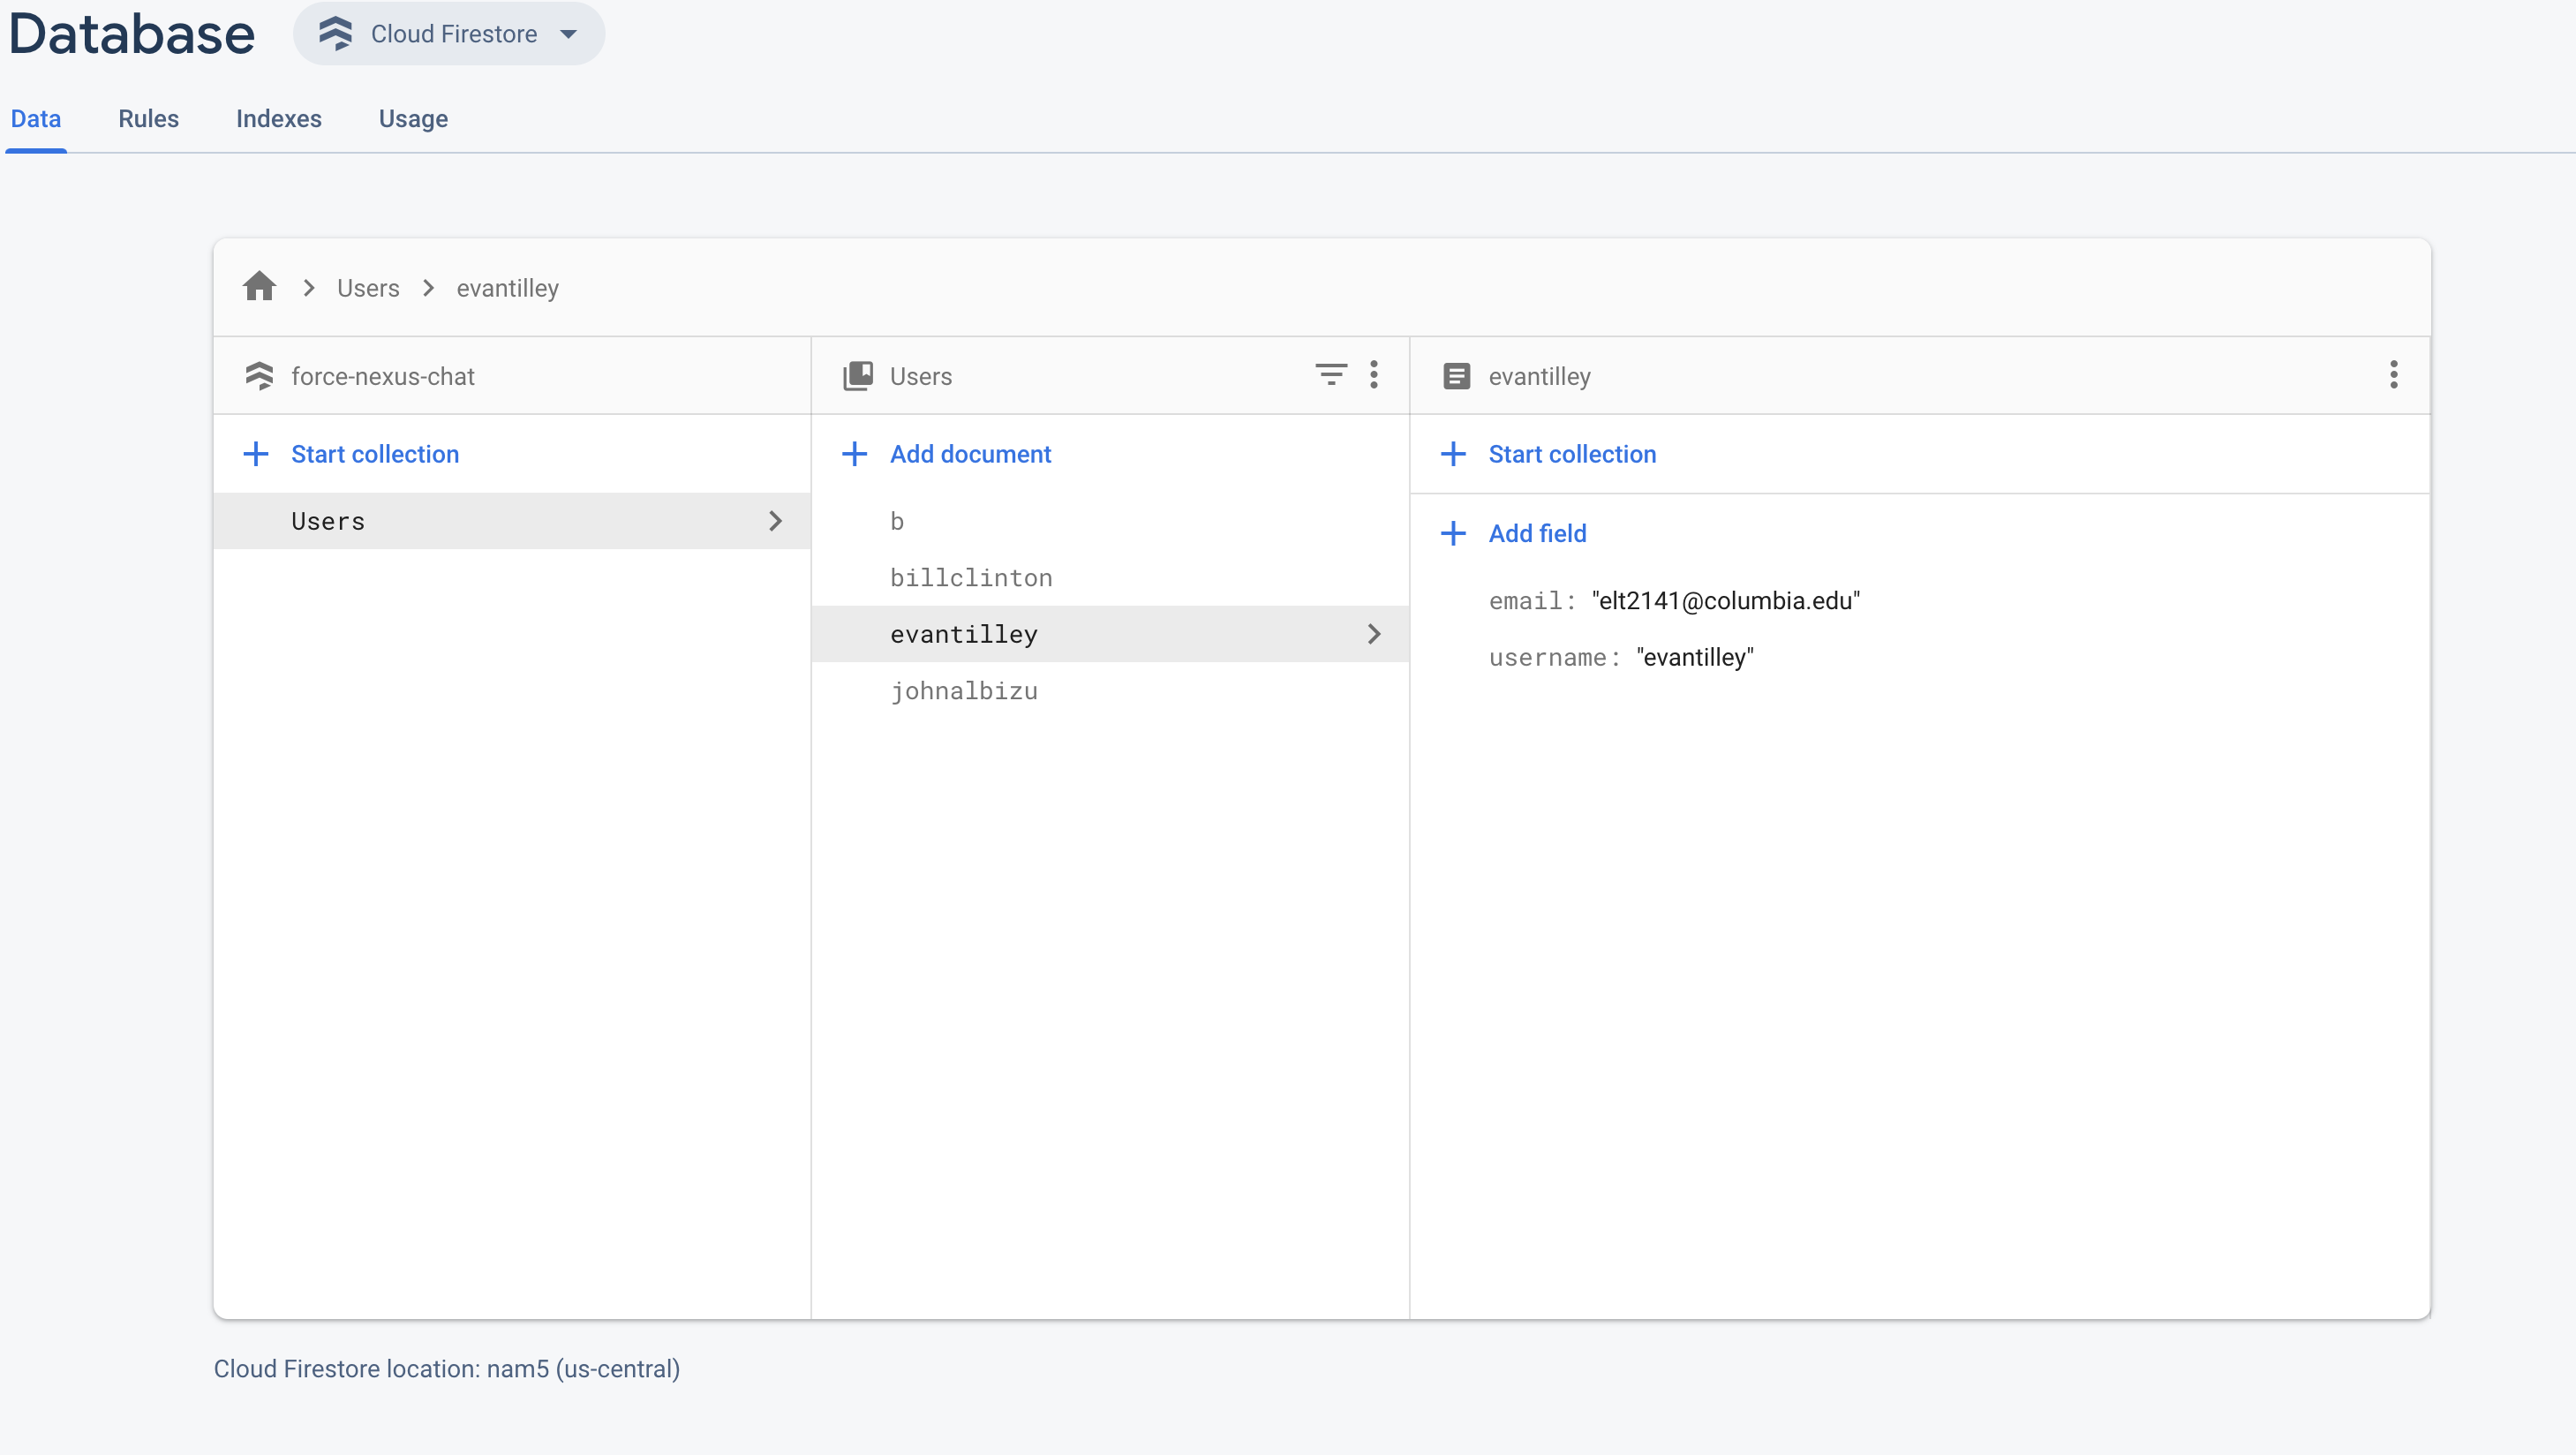 Database Cloud Firestore
Data Rules Indexes Usage
Users evantilley
force-nexus-chat
Start collection
Users
Users
Add document
b
billclinton
evantilley
johnalbizu
evantilley
Start collection
Add field
email: "elt2141@columbia.edu"
username: "evantilley"
Cloud Firestore location: nam5 (us-central)